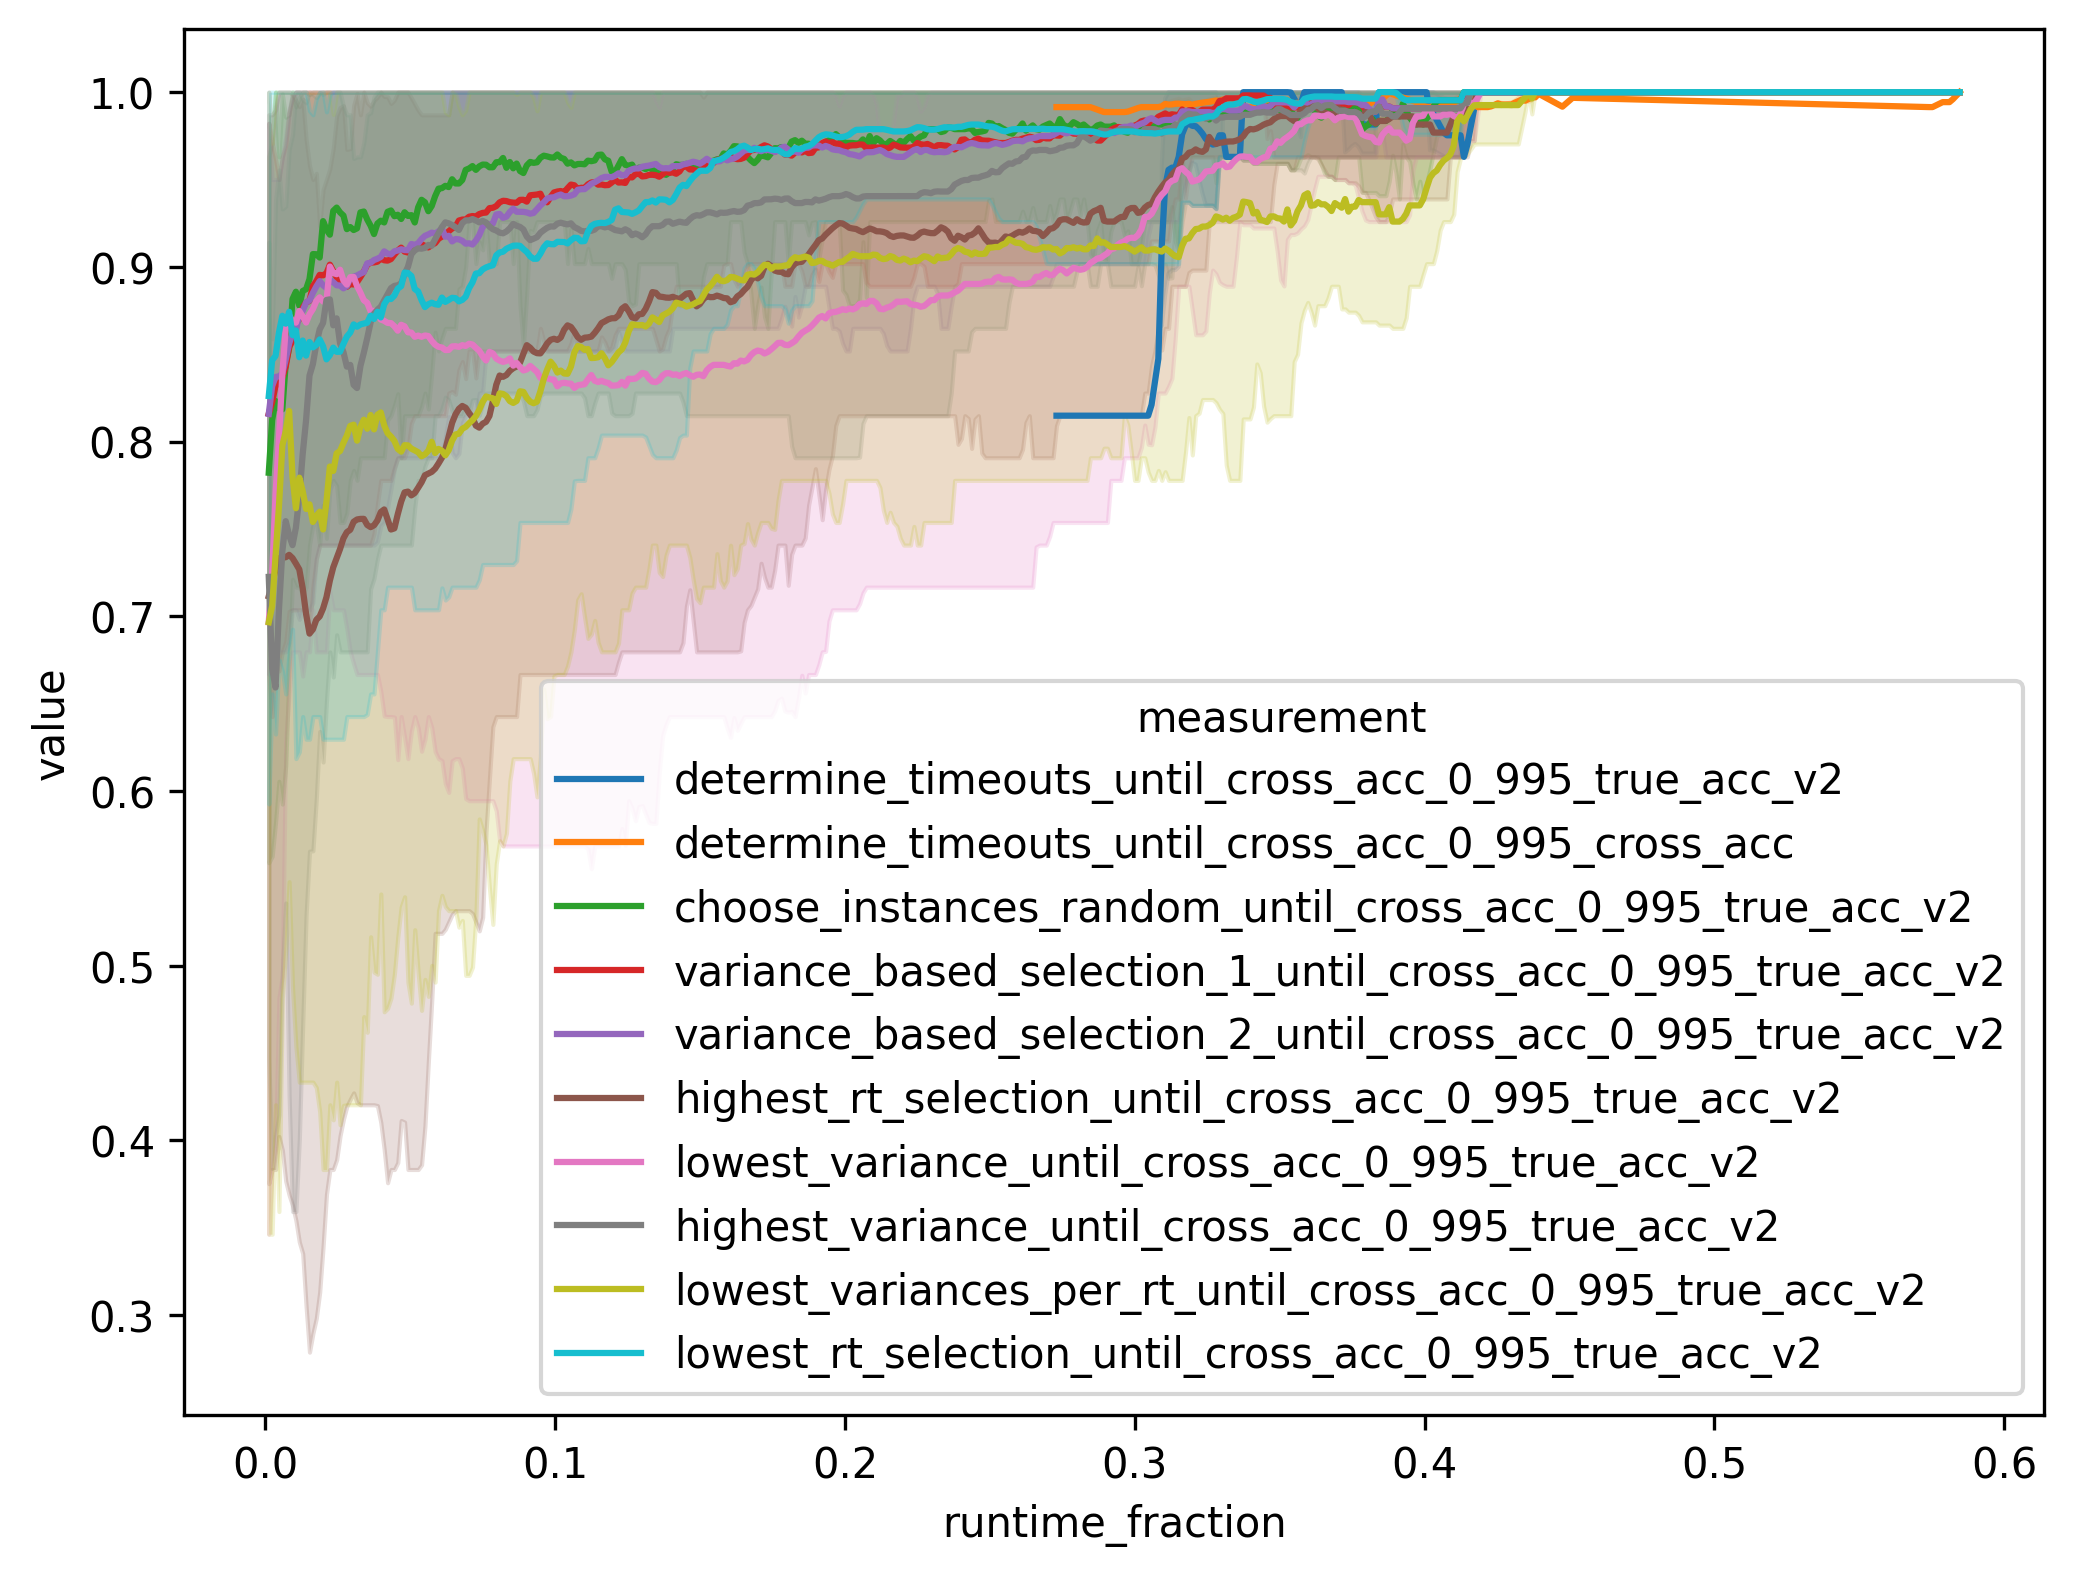 1.0
0.9
0.8
0.7
0.6
0.5
0.4
0.3
value
measurement
determine_timeouts_until_cross_acc_0_995_true_acc_v2
determine_timeouts_until_cross_acc_0_995_cross_acc
choose_instances_random_until_cross_acc_0_995_true_acc_v2
variance_based_selection_1_until_cross_acc_0_995_true_acc_v2
variance_based_selection_2_until_cross_acc_0_995_true_acc_v2
highest_rt_selection_until_cross_acc_0_995_true_acc_v2
lowest_variance_until_cross_acc_0_995_true_acc_v2
highest_variance_until_cross_acc_0_995_true_acc_v2
lowest_variances_per_rt_until_cross_acc_0_995_true_acc_v2
lowest_rt_selection_until_cross_acc_0_995_true_acc_v2
0.0 0.1 0.2 0.3 0.4 0.5 0.6
runtime_fraction